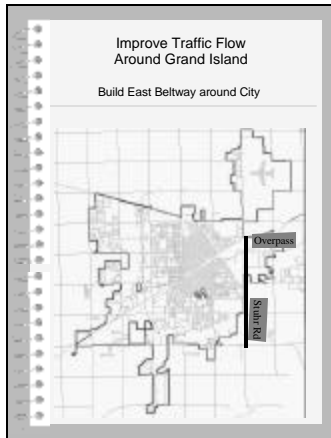 Improve Traffic Flow
Around Grand Island
Build East Beltway around City
Overpass
Stuhr Rd